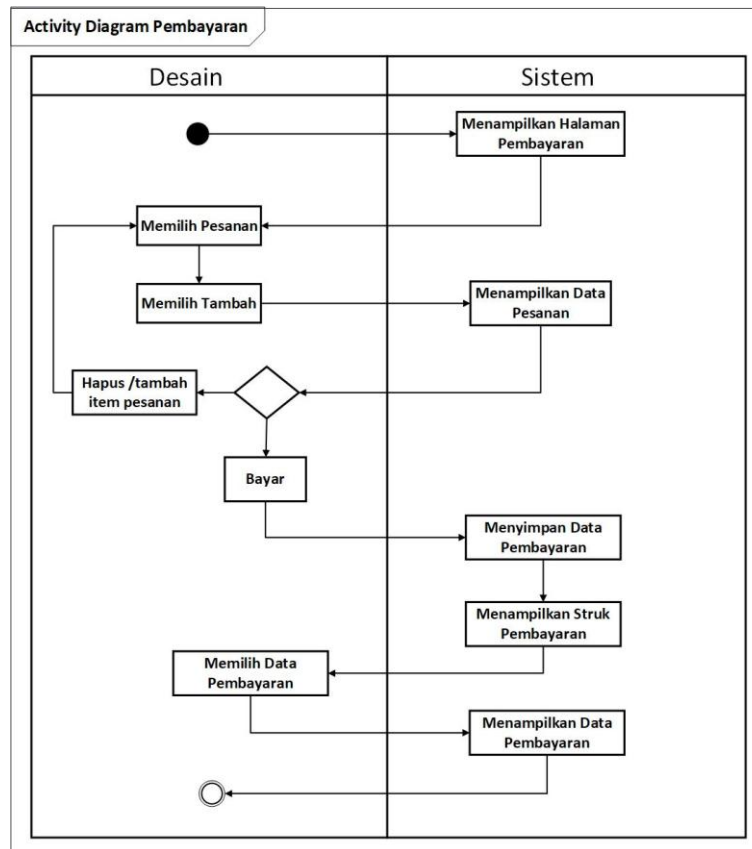 Activity Diagram Pembayaran
Desain
Sistem
Menampilkan Halaman
Pembayaran
Memilih Pesanan
Memilih Tambah
Menampilkan Data
Pesanan
Hapus /tambah
item pesanan
Bayar
Menyimpan Data
Pembayaran
Menampilkan Struk
Pembayaran
Memilih Data
Pembayaran
Menampilkan Data
Pembayaran